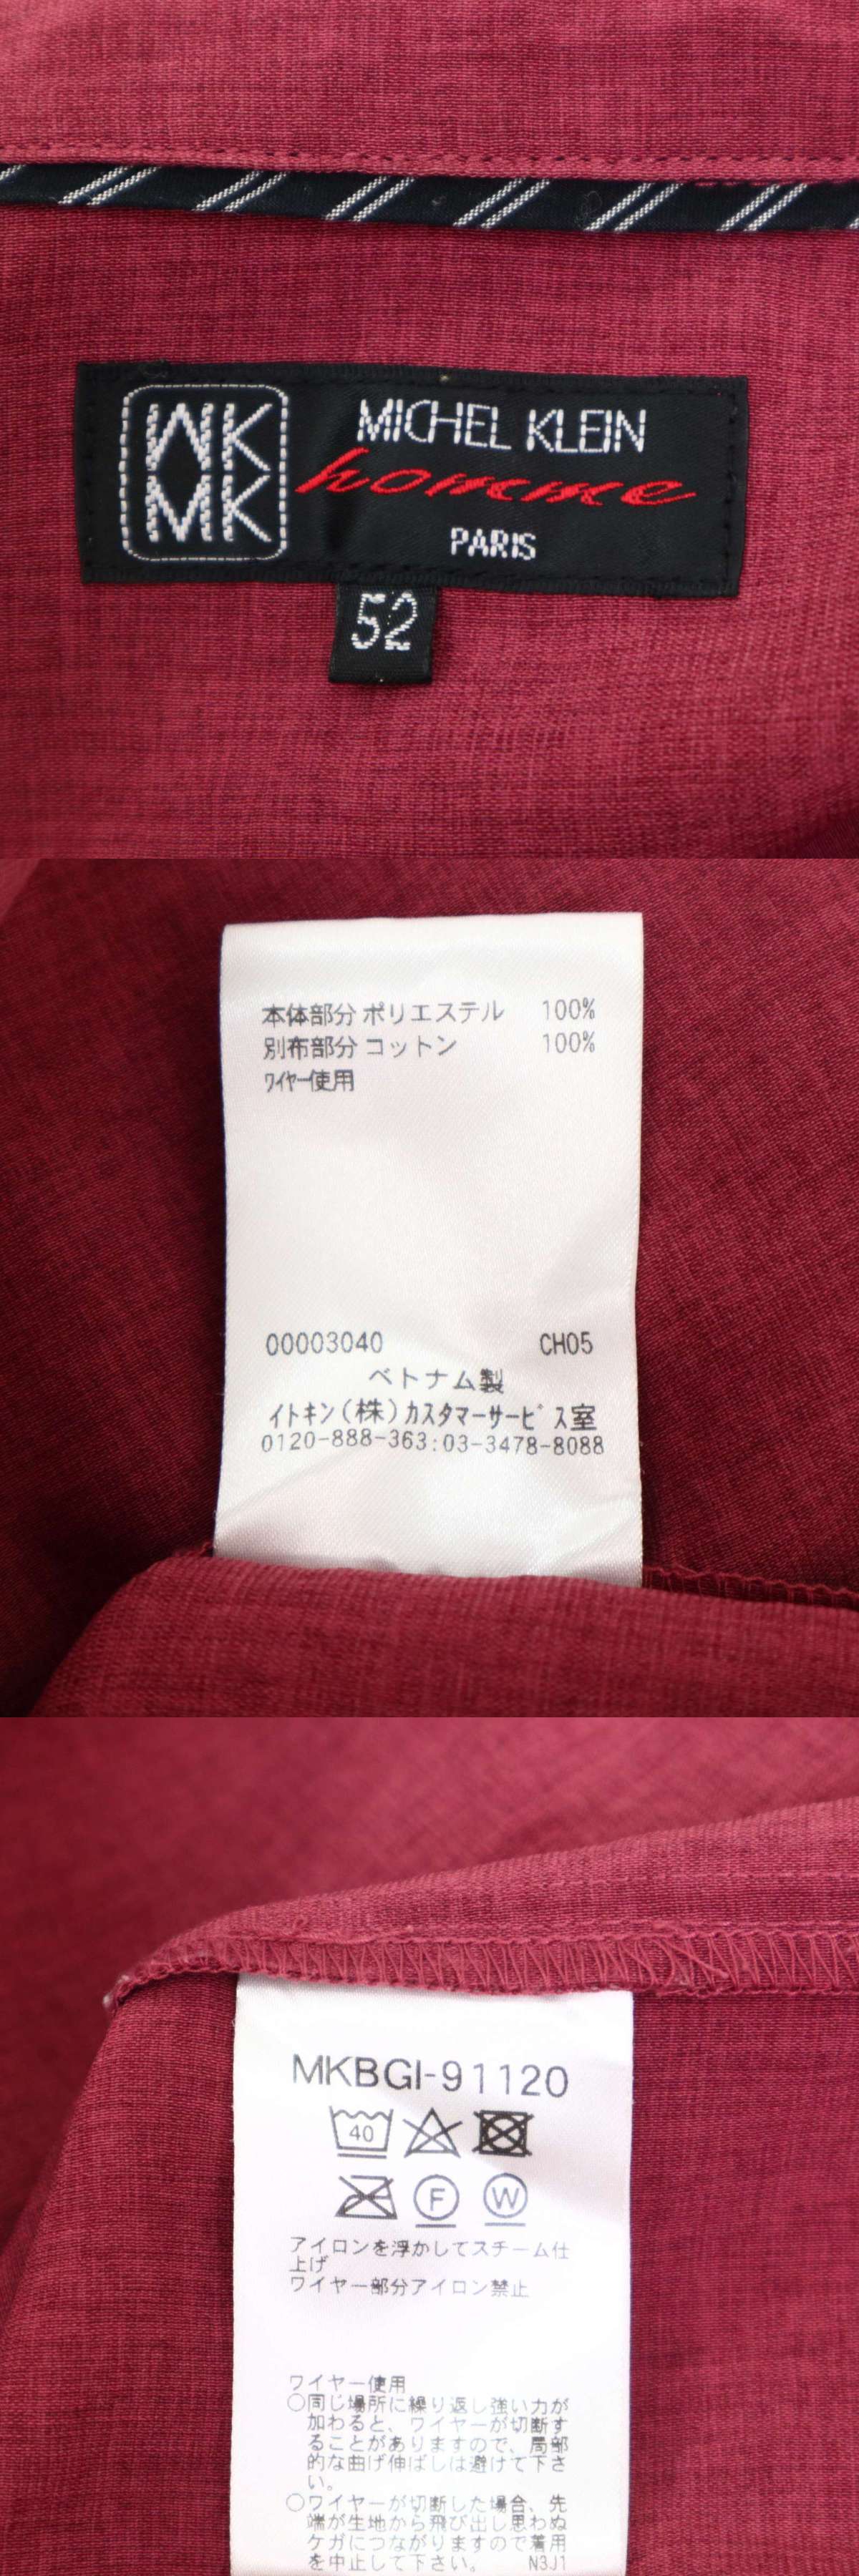 MK
MK
MICHEL KLEIN
homme
PARIS
52
本体部分 ポリエステル 100%
別布部分 コットン 100%
ワイヤー使用
00003040 CH05
ベトナム製
イトキン(株)カスタマーサービス室
0120-888-363:03-3478-8088
MKBGI-91120
40
F W
アイロンを浮かしてスチーム仕
上げ
ワイヤー部分アイロン禁止
ワイヤー使用
○同じ場所に繰り返し強い力が
加わると、ワイヤーが切断す
ることがありますので、局部
的な曲げ伸ばしは避けて下さ
い。
○ワイヤーが切断した場合、先
端が生地から飛び出し思わぬ
ケガにつながりますので着用
を中止して下さい。 N3J1